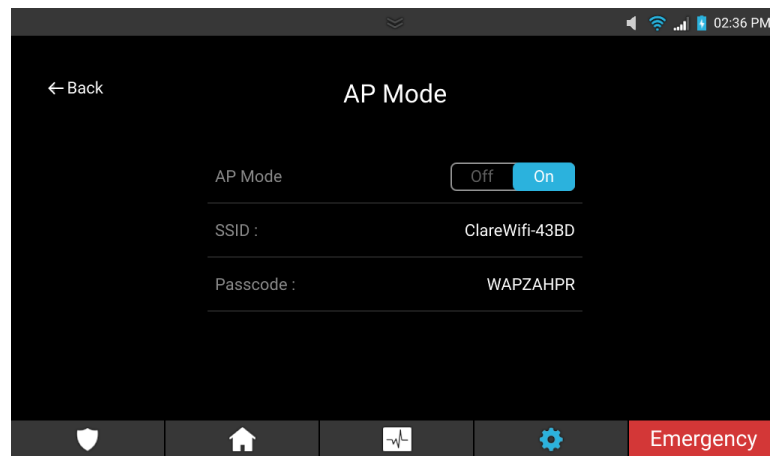 02:36 PM
←Back
AP Mode
AP Mode Off On
SSID : ClareWifi-43BD
Passcode : WAPZAHPR
Emergency